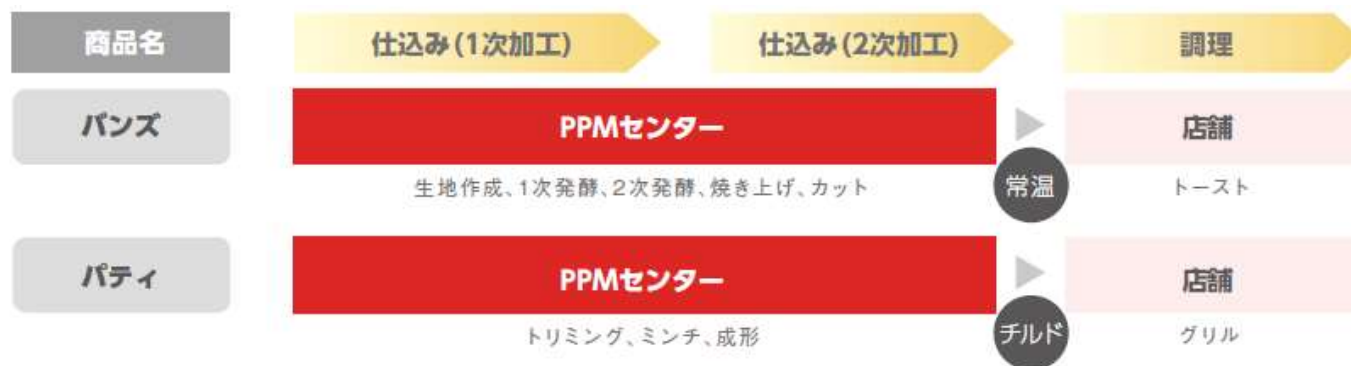 商品名 仕込み(1次加工) 仕込み(2次加工) 調理
バンズ PPMセンター 店舗
生地作成、1次発酵、2次発酵、焼き上げ、カット 常温 トースト
パティ PPMセンター 店舗
トリミング、ミンチ、成形 チルド グリル